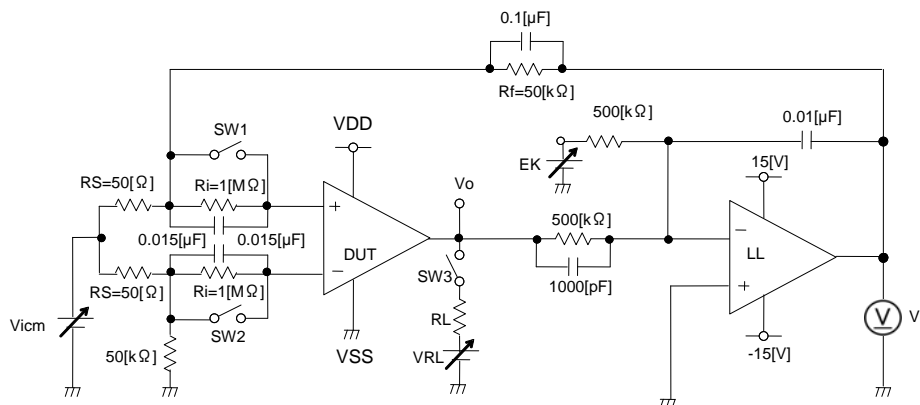 0.1[μF]
Rf=50[kΩ]
500[kΩ]
0.01[μF]
SW1
VDD
EK
15[V]
RS=50[Ω]
Ri=1[MΩ]
Vo
0.015[μF]
0.015[μF]
500[kΩ]
+
DUT
−
−
LL
+
SW3
RS=50[Ω]
Ri=1[MΩ]
1000[pF]
Vicm
SW2
RL
V
V
50[kΩ]
VSS
VRL
-15[V]